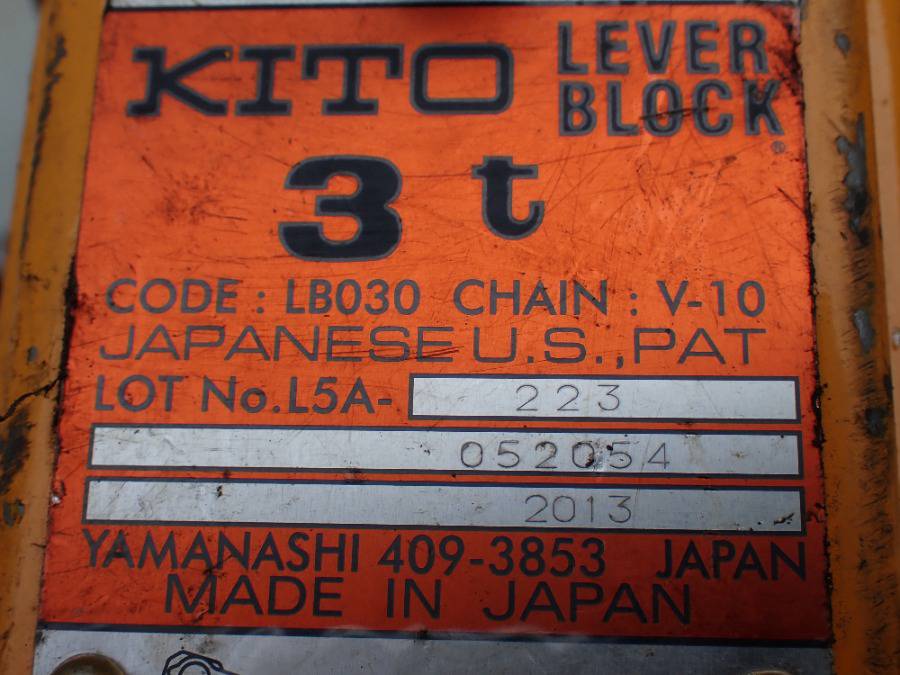 KITO LEVER BLOCK®
3 t
CODE : LB030 CHAIN : V-10
JAPANESE U.S.,PAT
LOT No.L5A- 223
052054
2013
YAMANASHI 409-3853 JAPAN
MADE IN JAPAN